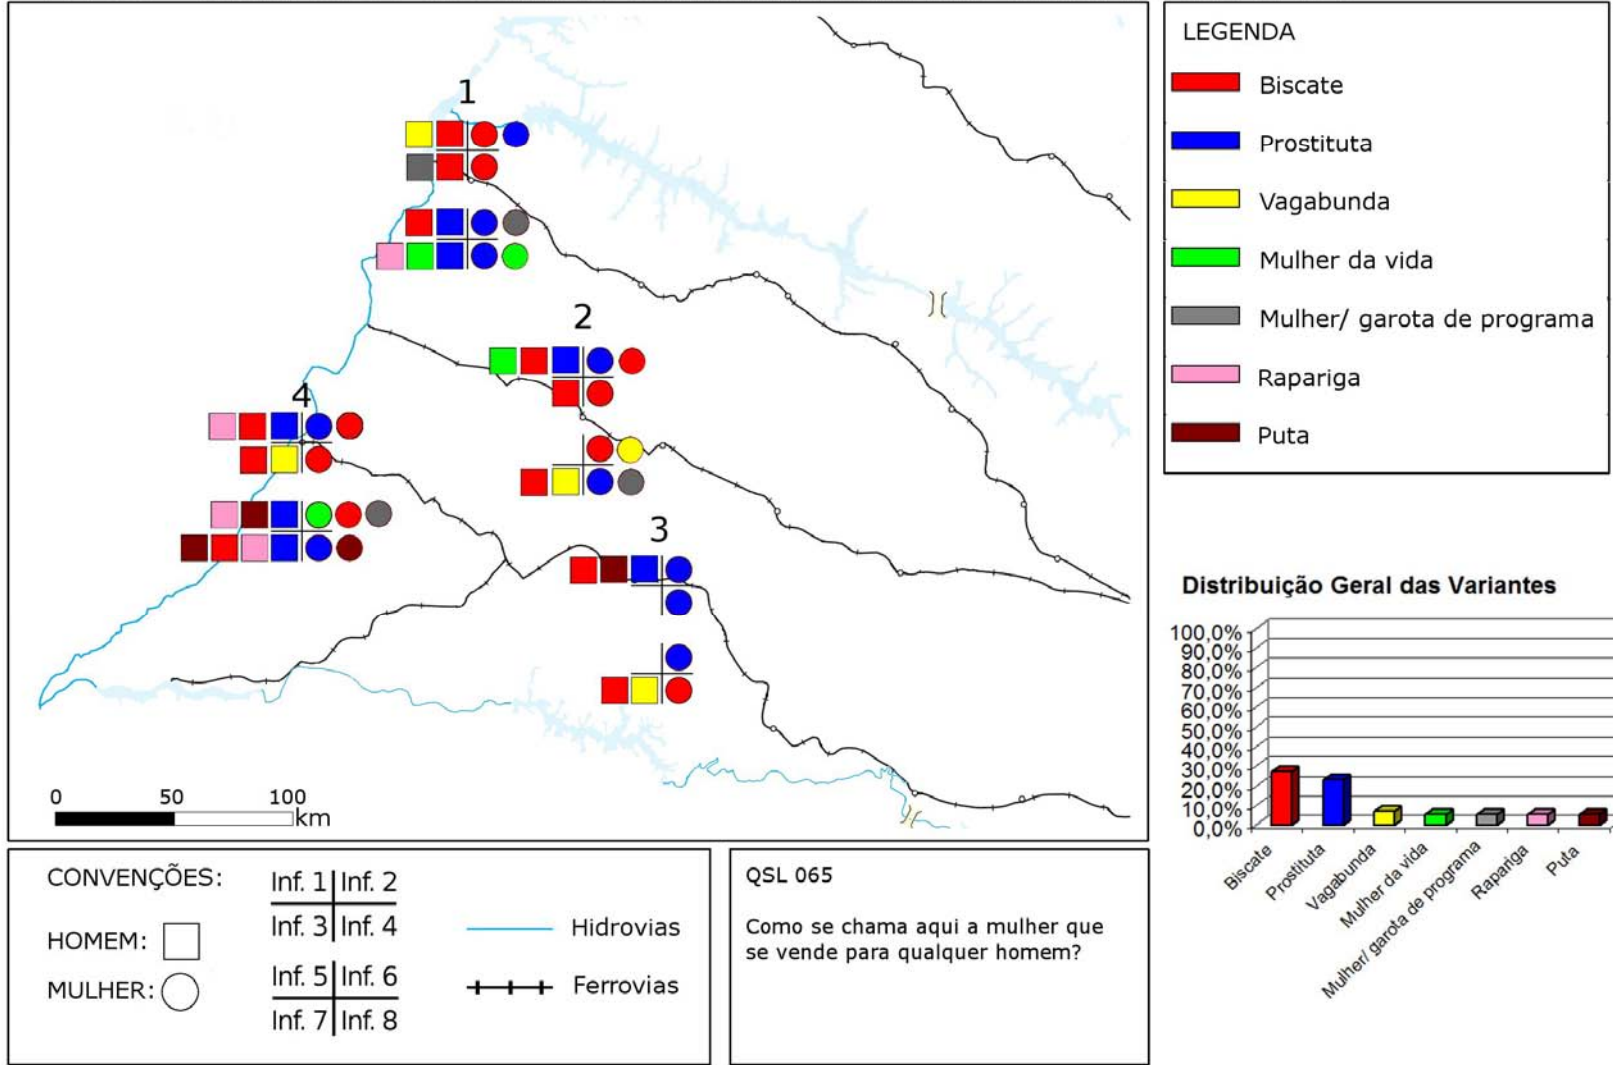 1
2
4
3
0 50 100
km
LEGENDA
Biscate
Prostituta
Vagabunda
Mulher da vida
Mulher/ garota de programa
Rapariga
Puta
Distribuição Geral das Variantes
100,0%
90,0%
80,0%
70,0%
60,0%
50,0%
40,0%
30,0%
20,0%
10,0%
0,0%
Biscate
Prostituta
Vagabunda
Mulher da vida
Mulher/ garota de programa
Rapariga
Puta
CONVENÇÕES:
HOMEM:
MULHER:
Inf. 1 Inf. 2
Inf. 3 Inf. 4
Inf. 5 Inf. 6
Inf. 7 Inf. 8
Hidrovias
Ferrovias
QSL 065
Como se chama aqui a mulher que
se vende para qualquer homem?